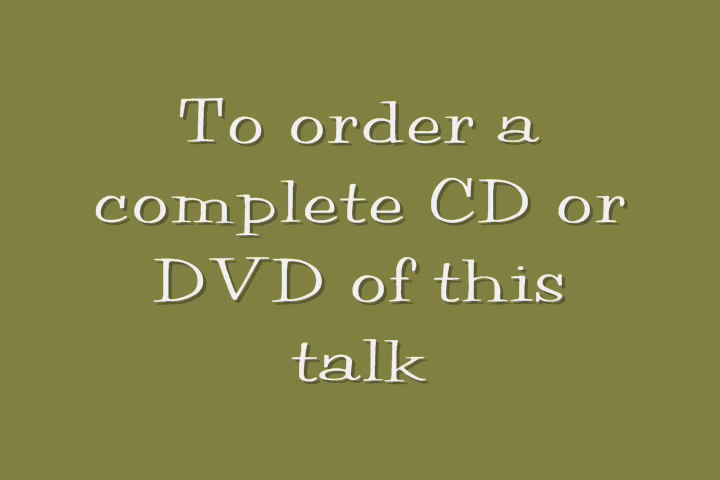 To order a
complete CD or
DVD of this
talk